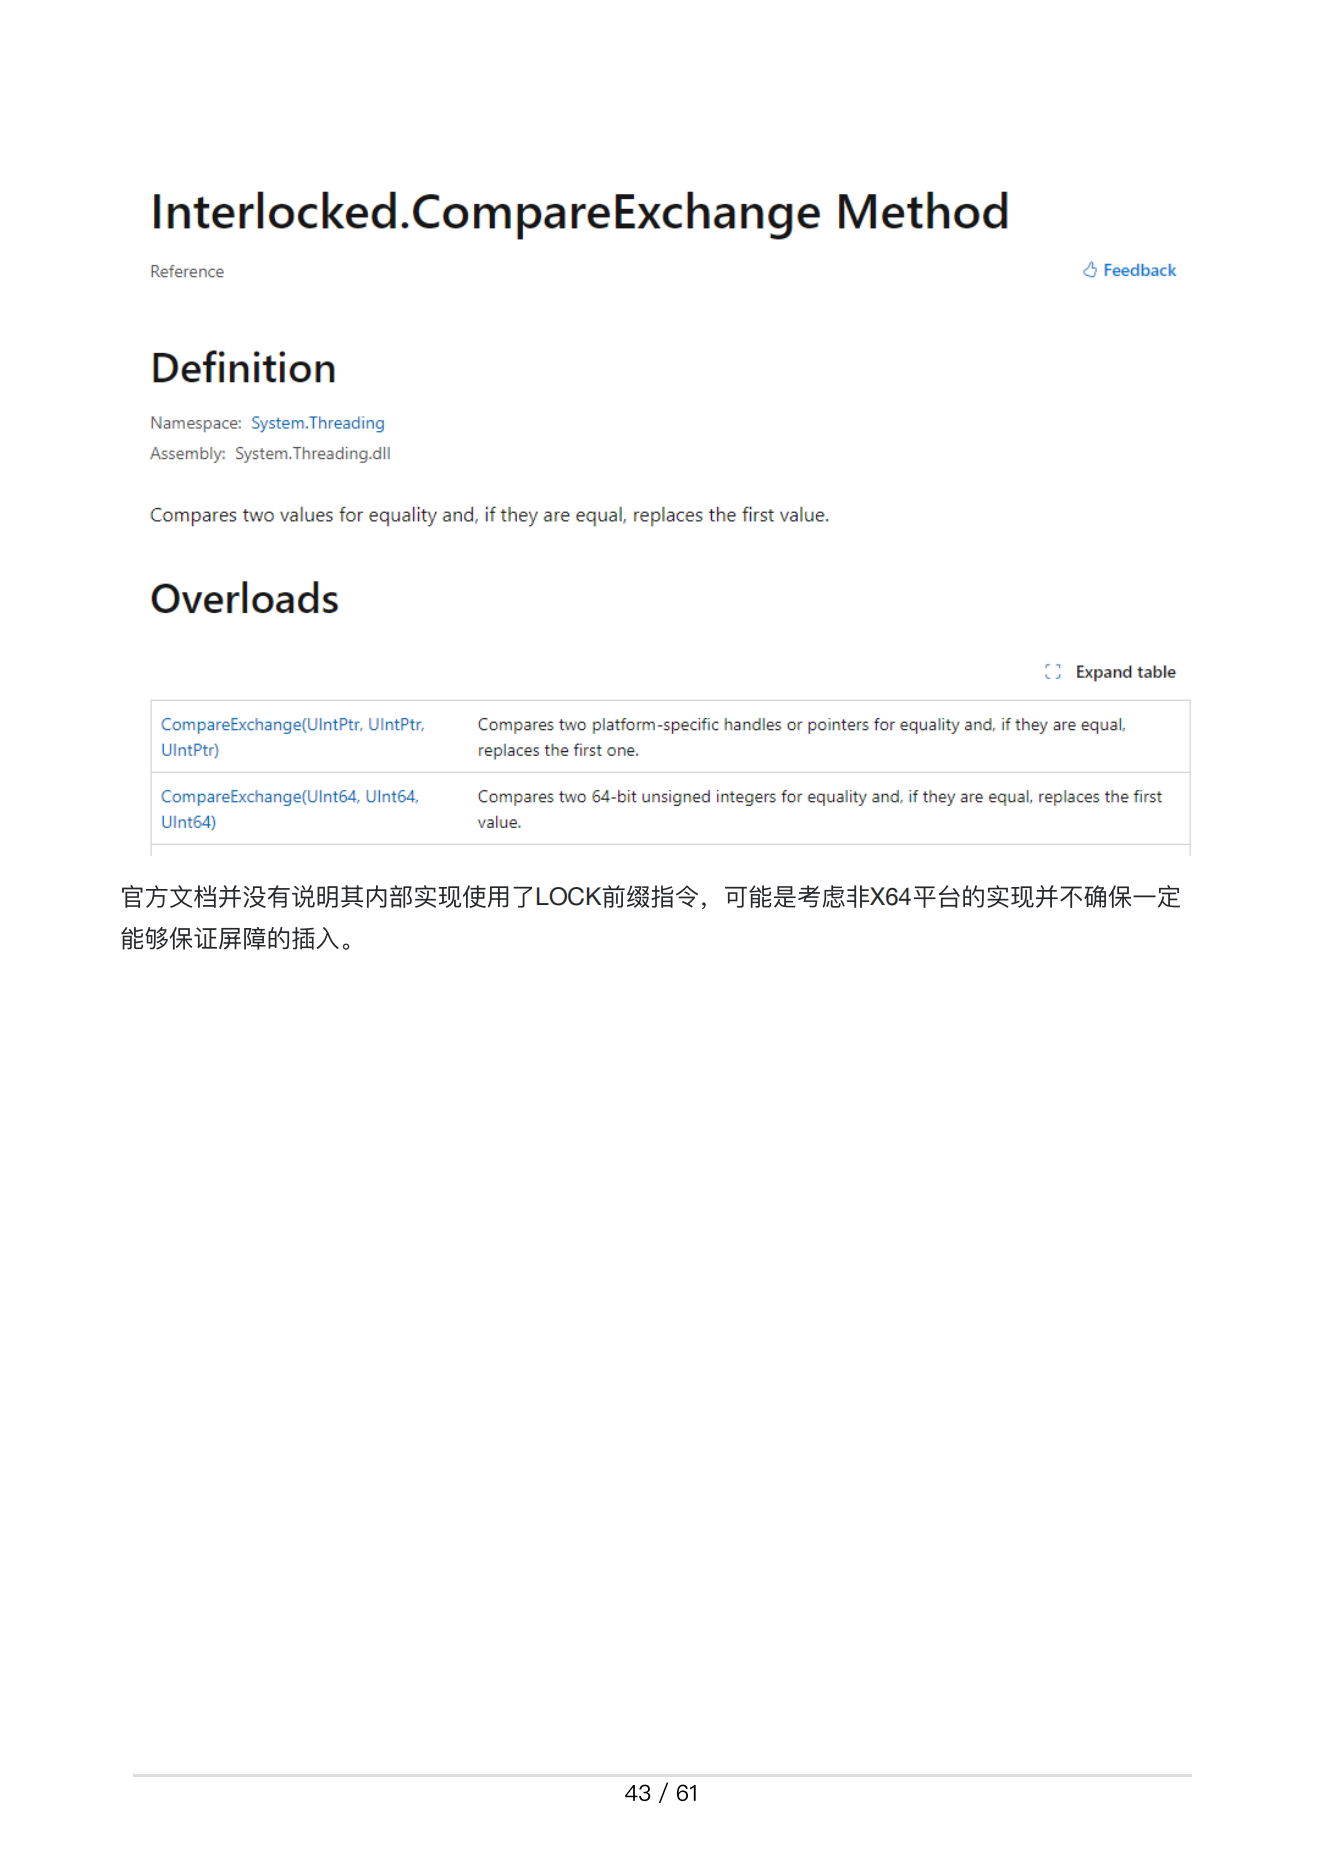 Interlocked.CompareExchange Method
Reference
Feedback
Definition
Namespace: System.Threading
Assembly: System.Threading.dll
Compares two values for equality and, if they are equal, replaces the first value.
Overloads
Expand table
CompareExchange(UIntPtr, UIntPtr,
UIntPtr)
Compares two platform-specific handles or pointers for equality and, if they are equal,
replaces the first one.
CompareExchange(UInt64, UInt64,
UInt64)
Compares two 64-bit unsigned integers for equality and, if they are equal, replaces the first
value.
官方文档并没有说明其内部实现使用了LOCK前缀指令，可能是考虑非X64平台的实现并不确保一定
能够保证屏障的插入。
43 / 61